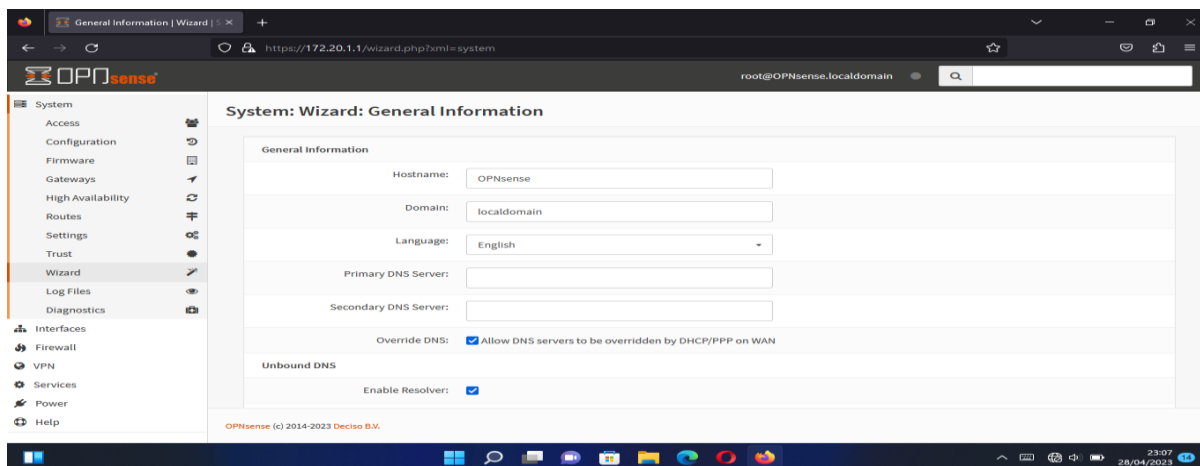 General Information | Wizard | S
https://172.20.1.1/wizard.php?xml=system
OPNsense
root@OPNsense.localdomain
System
Access
Configuration
Firmware
Gateways
High Availability
Routes
Settings
Trust
Wizard
Log Files
Diagnostics
Interfaces
Firewall
VPN
Services
Power
Help
System: Wizard: General Information
General Information
Hostname: OPNsense
Domain: localdomain
Language: English
Primary DNS Server:
Secondary DNS Server:
Override DNS: Allow DNS servers to be overridden by DHCP/PPP on WAN
Unbound DNS
Enable Resolver:
OPNsense (c) 2014-2023 Deciso B.V.
23:07
28/04/2023 14